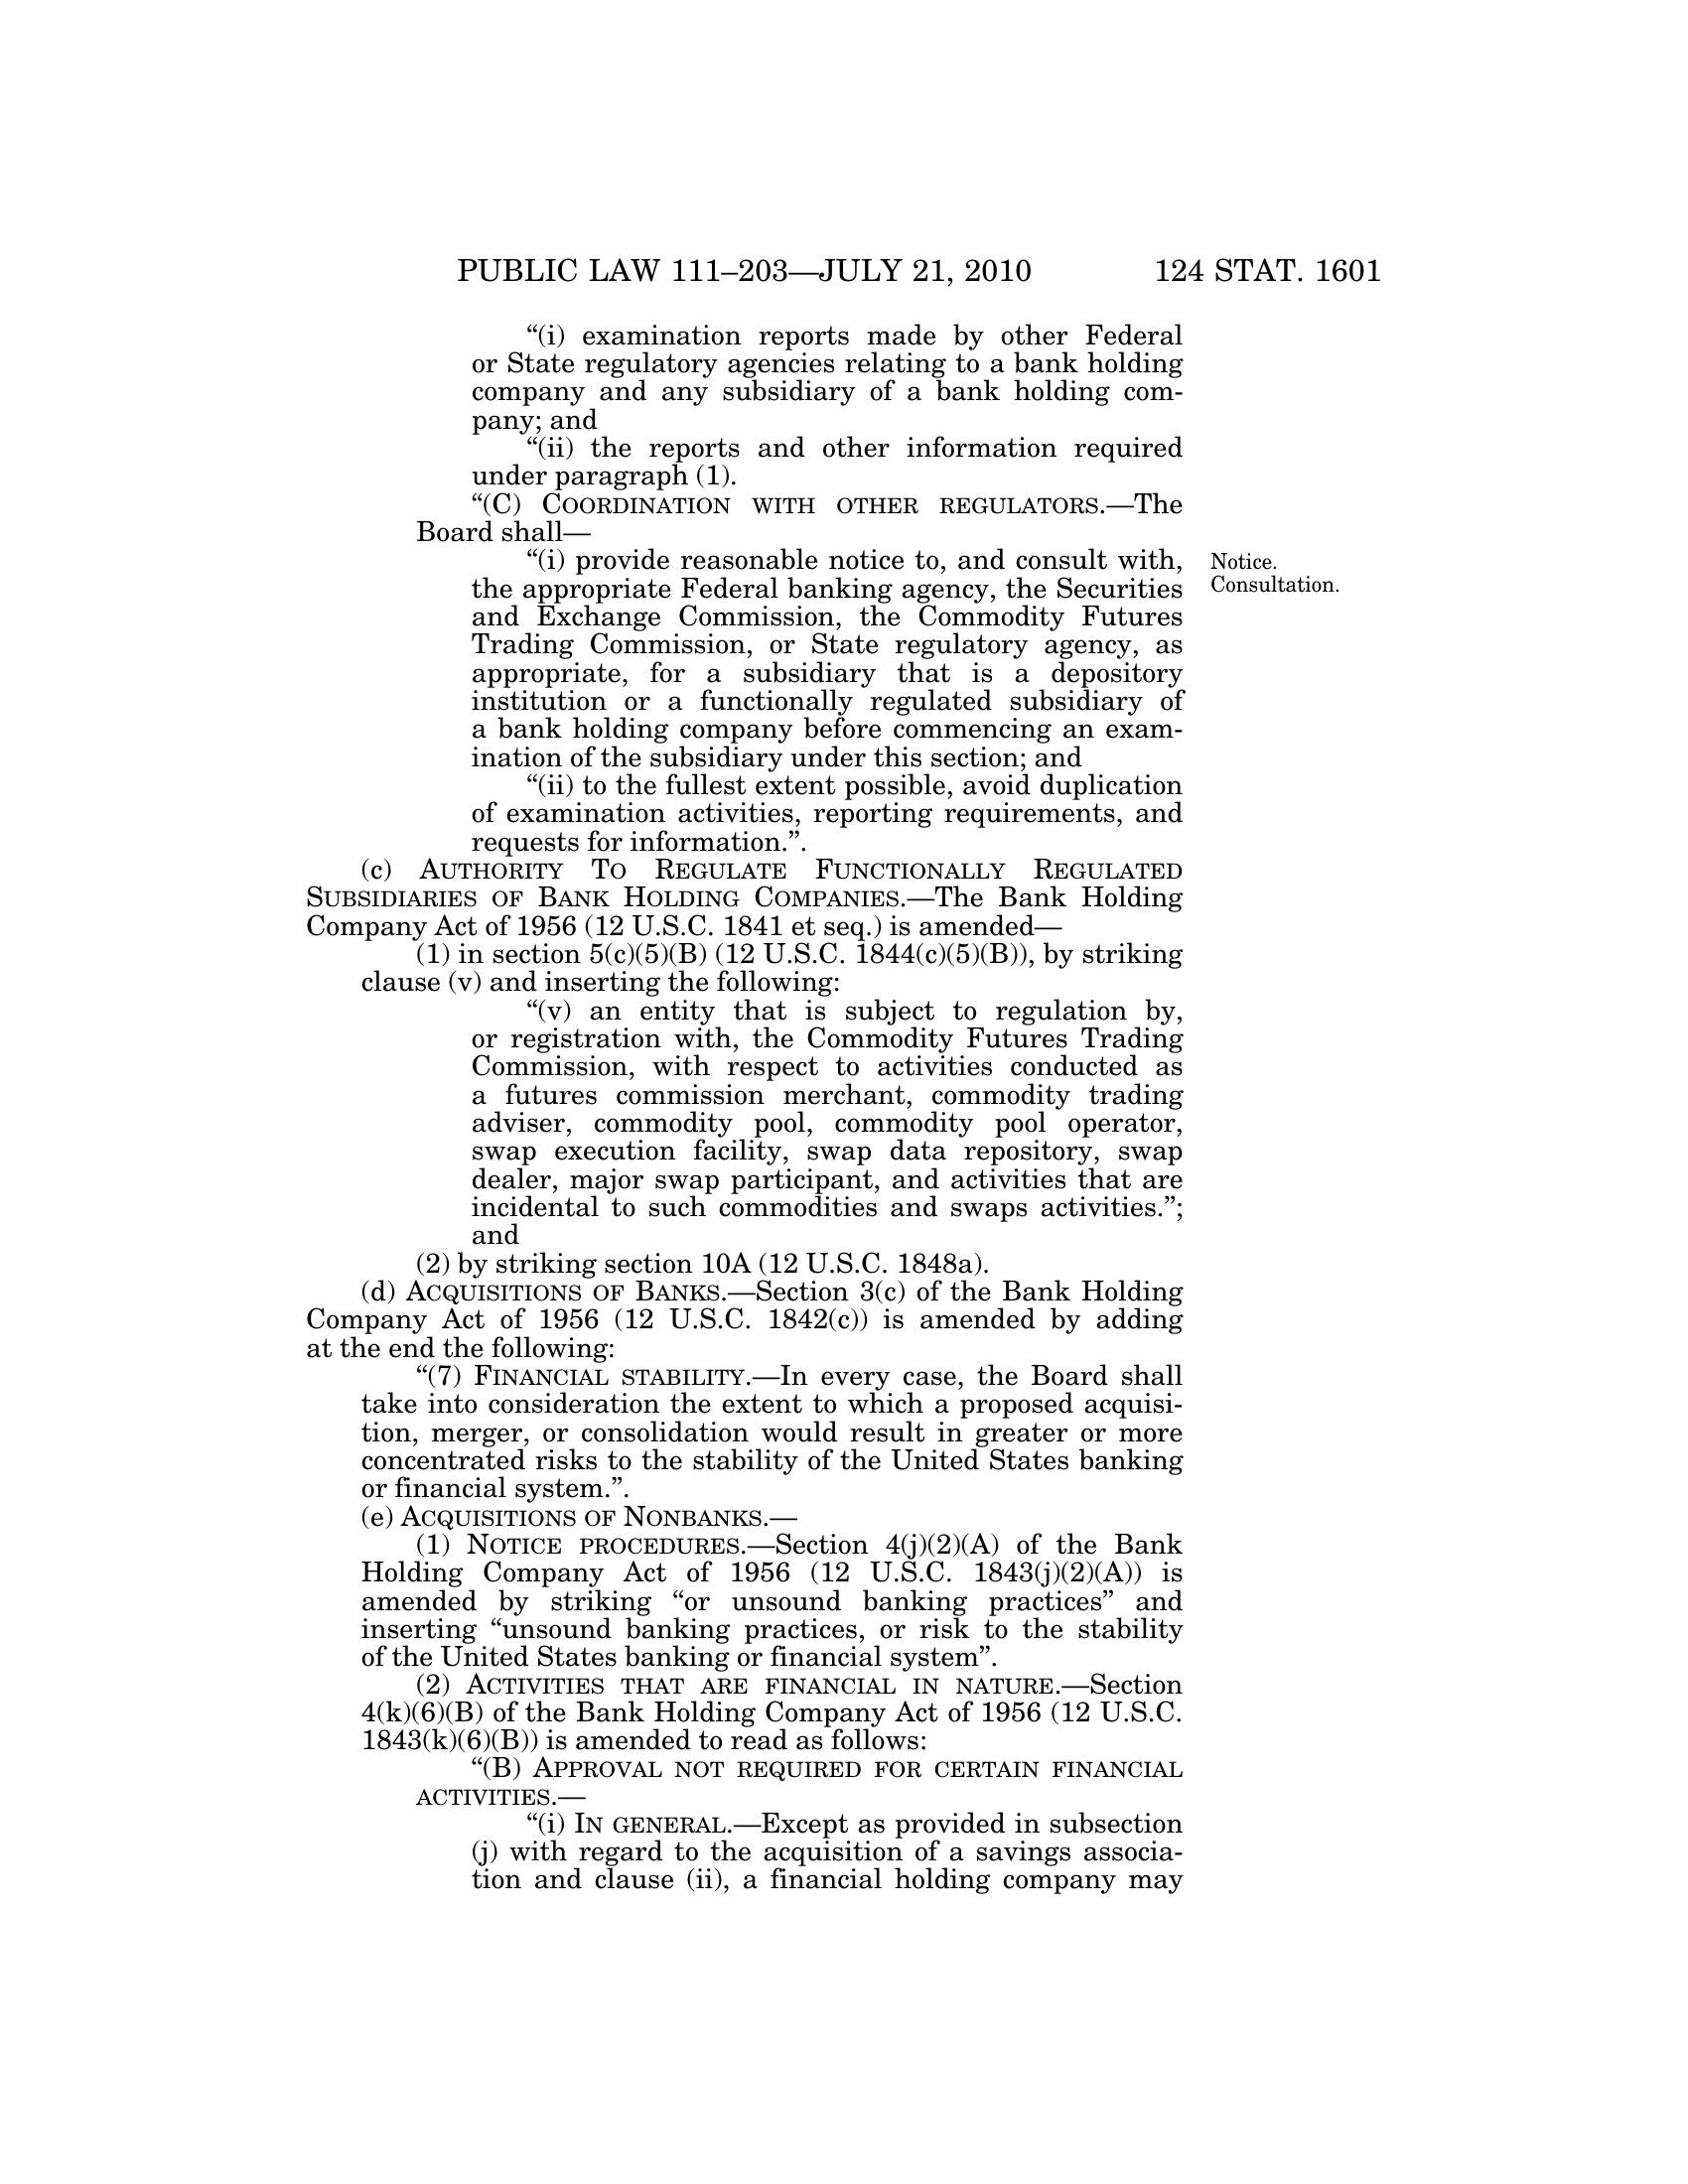 PUBLIC LAW 111–203—JULY 21, 2010 124 STAT. 1601
“(i) examination reports made by other Federal
or State regulatory agencies relating to a bank holding
company and any subsidiary of a bank holding com-
pany; and
“(ii) the reports and other information required
under paragraph (1).
“(C) COORDINATION WITH OTHER REGULATORS.—The
Board shall—
“(i) provide reasonable notice to, and consult with,
the appropriate Federal banking agency, the Securities
and Exchange Commission, the Commodity Futures
Trading Commission, or State regulatory agency, as
appropriate, for a subsidiary that is a depository
institution or a functionally regulated subsidiary of
a bank holding company before commencing an exam-
ination of the subsidiary under this section; and
“(ii) to the fullest extent possible, avoid duplication
of examination activities, reporting requirements, and
requests for information.”.
Notice.
Consultation.
(c) AUTHORITY TO REGULATE FUNCTIONALLY REGULATED
SUBSIDIARIES OF BANK HOLDING COMPANIES.—The Bank Holding
Company Act of 1956 (12 U.S.C. 1841 et seq.) is amended—
(1) in section 5(c)(5)(B) (12 U.S.C. 1844(c)(5)(B)), by striking
clause (v) and inserting the following:
“(v) an entity that is subject to regulation by,
or registration with, the Commodity Futures Trading
Commission, with respect to activities conducted as
a futures commission merchant, commodity trading
adviser, commodity pool, commodity pool operator,
swap execution facility, swap data repository, swap
dealer, major swap participant, and activities that are
incidental to such commodities and swaps activities.”;
and
(2) by striking section 10A (12 U.S.C. 1848a).
(d) ACQUISITIONS OF BANKS.—Section 3(c) of the Bank Holding
Company Act of 1956 (12 U.S.C. 1842(c)) is amended by adding
at the end the following:
“(7) FINANCIAL STABILITY.—In every case, the Board shall
take into consideration the extent to which a proposed acquisi-
tion, merger, or consolidation would result in greater or more
concentrated risks to the stability of the United States banking
or financial system.”.
(e) ACQUISITIONS OF NONBANKS.—
(1) NOTICE PROCEDURES.—Section 4(j)(2)(A) of the Bank
Holding Company Act of 1956 (12 U.S.C. 1843(j)(2)(A)) is
amended by striking “or unsound banking practices” and
inserting “unsound banking practices, or risk to the stability
of the United States banking or financial system”.
(2) ACTIVITIES THAT ARE FINANCIAL IN NATURE.—Section
4(k)(6)(B) of the Bank Holding Company Act of 1956 (12 U.S.C.
1843(k)(6)(B)) is amended to read as follows:
“(B) APPROVAL NOT REQUIRED FOR CERTAIN FINANCIAL
ACTIVITIES.—
“(i) IN GENERAL.—Except as provided in subsection
(j) with regard to the acquisition of a savings associa-
tion and clause (ii), a financial holding company may